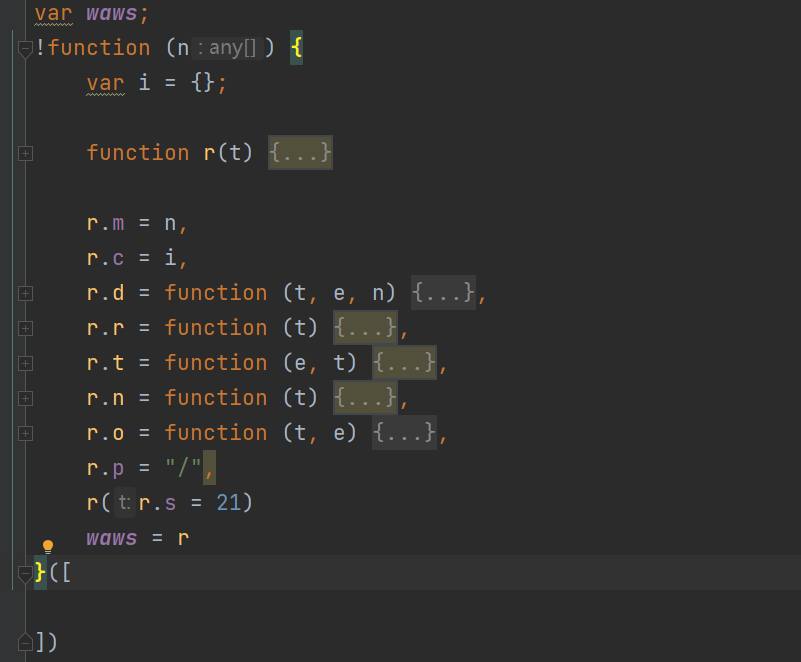 var waws;
!function (n : any[] ) {
var i = {};
function r(t) {...}
r.m = n,
r.c = i,
r.d = function (t, e, n) {...},
r.r = function (t) {...},
r.t = function (e, t) {...},
r.n = function (t) {...},
r.o = function (t, e) {...},
r.p = "/",
r( t: r.s = 21)
waws = r
}([
])